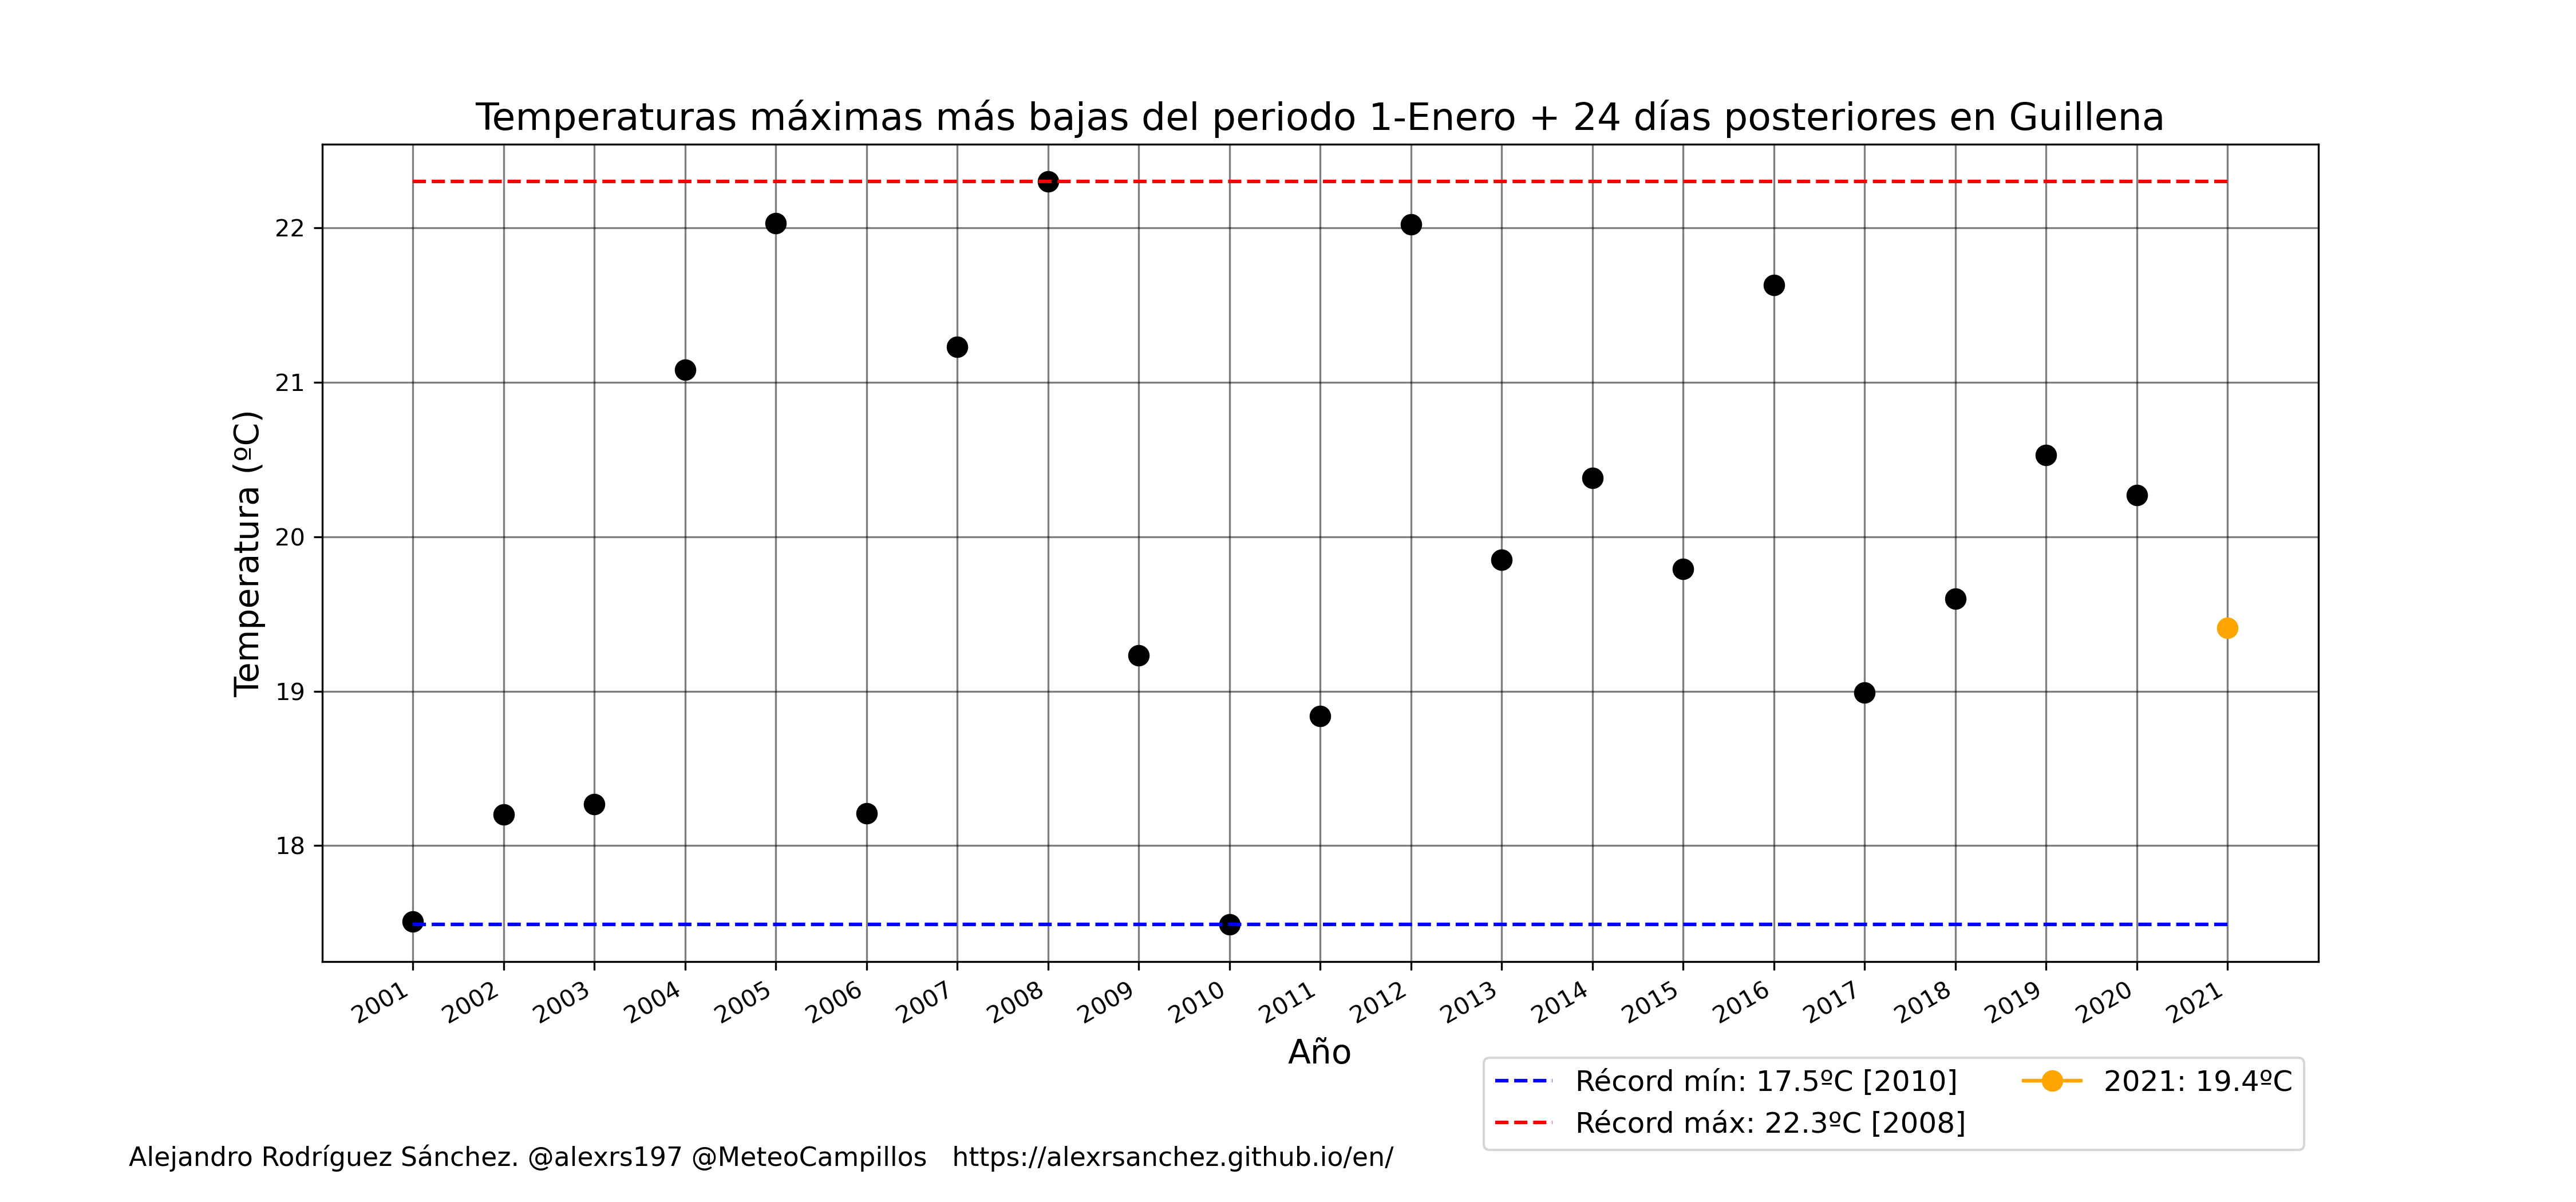 Temperaturas máximas más bajas del periodo 1-Enero + 24 días posteriores en Guillena
Temperatura (ºC)
22
21
20
19
18
2001 2002 2003 2004 2005 2006 2007 2008 2009 2010 2011 2012 2013 2014 2015 2016 2017 2018 2019 2020 2021
Año
Récord mín: 17.5ºC [2010]
Récord máx: 22.3ºC [2008]
2021: 19.4ºC
Alejandro Rodríguez Sánchez. @alexrs197 @MeteoCampillos https://alexrsanchez.github.io/en/